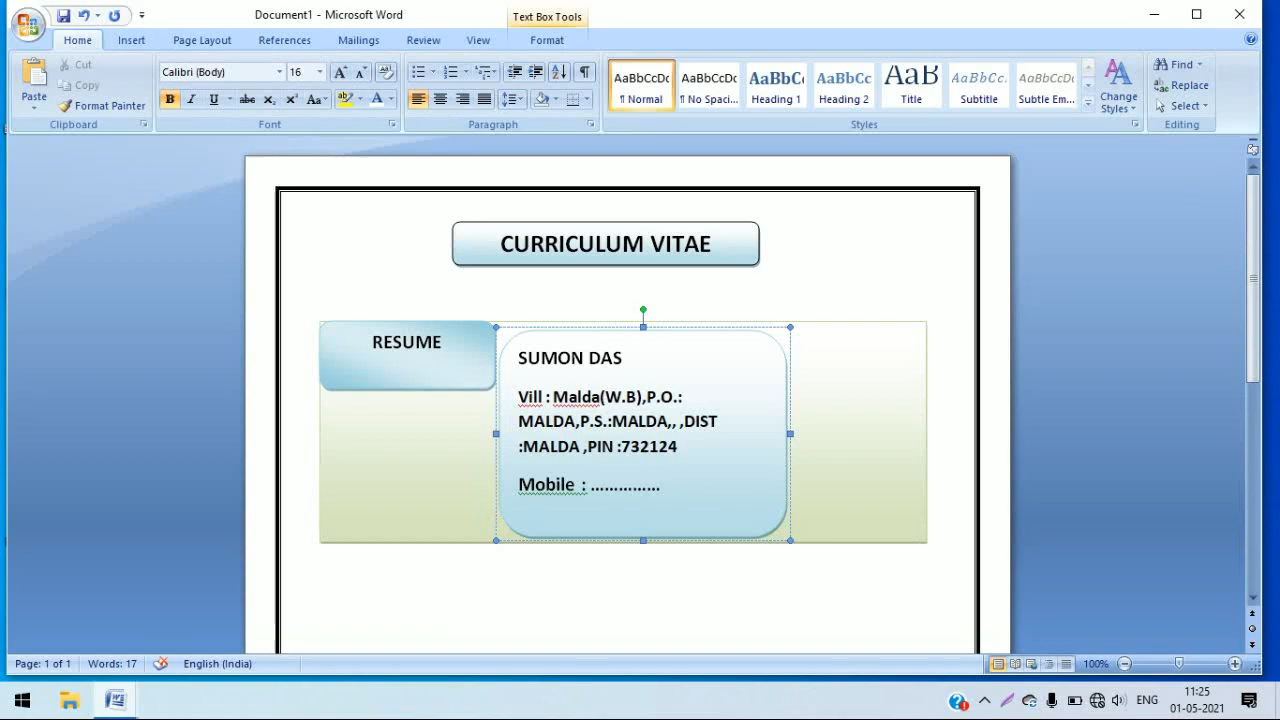 Document1 - Microsoft Word
Text Box Tools
Home Insert Page Layout References Mailings Review View Format
Cut
Copy
Format Painter
Paste
Calibri (Body) 16
AaBbCcDc AaBbCcDc AaBbCc AaBbCc AaB AaBbCc. AaBbCcDc
¶ Normal ¶ No Spaci... Heading 1 Heading 2 Title Subtitle Subtle Em...
Change
Styles
Find
Replace
Select
Clipboard Font Paragraph Styles Editing
CURRICULUM VITAE
RESUME
SUMON DAS
Vill : Malda(W.B),P.O.:
MALDA,P.S.:MALDA,, ,DIST
:MALDA ,PIN :732124
Mobile : ……………
Page: 1 of 1 Words: 17 English (India) 100%
ENG
11:25
01-05-2021